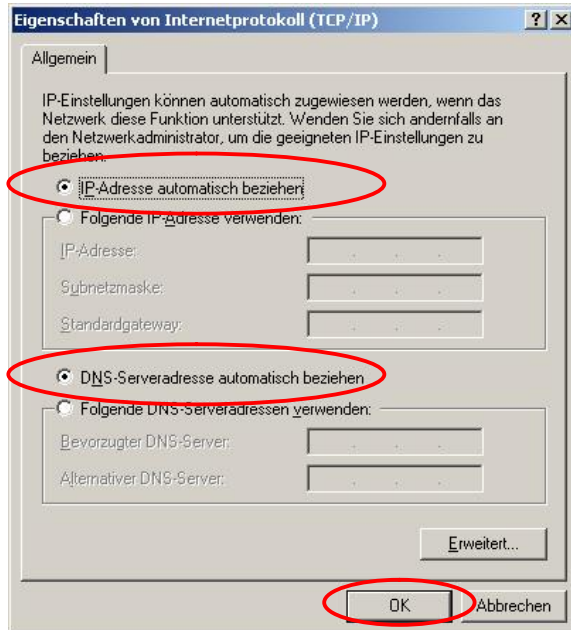 Eigenschaften von Internetprotokoll (TCP/IP)
Allgemein
IP-Einstellungen können automatisch zugewiesen werden, wenn das
Netzwerk diese Funktion unterstützt. Wenden Sie sich andernfalls an
den Netzwerkadministrator, um die geeigneten IP-Einstellungen zu
beziehen.
IP-Adresse automatisch beziehen
Folgende IP-Adresse verwenden:
IP-Adresse:
Subnetzmaske:
Standardgateway:
DNS-Serveradresse automatisch beziehen
Folgende DNS-Serveradressen verwenden:
Bevorzugter DNS-Server:
Alternativer DNS-Server:
Erweitert...
OK
Abbrechen